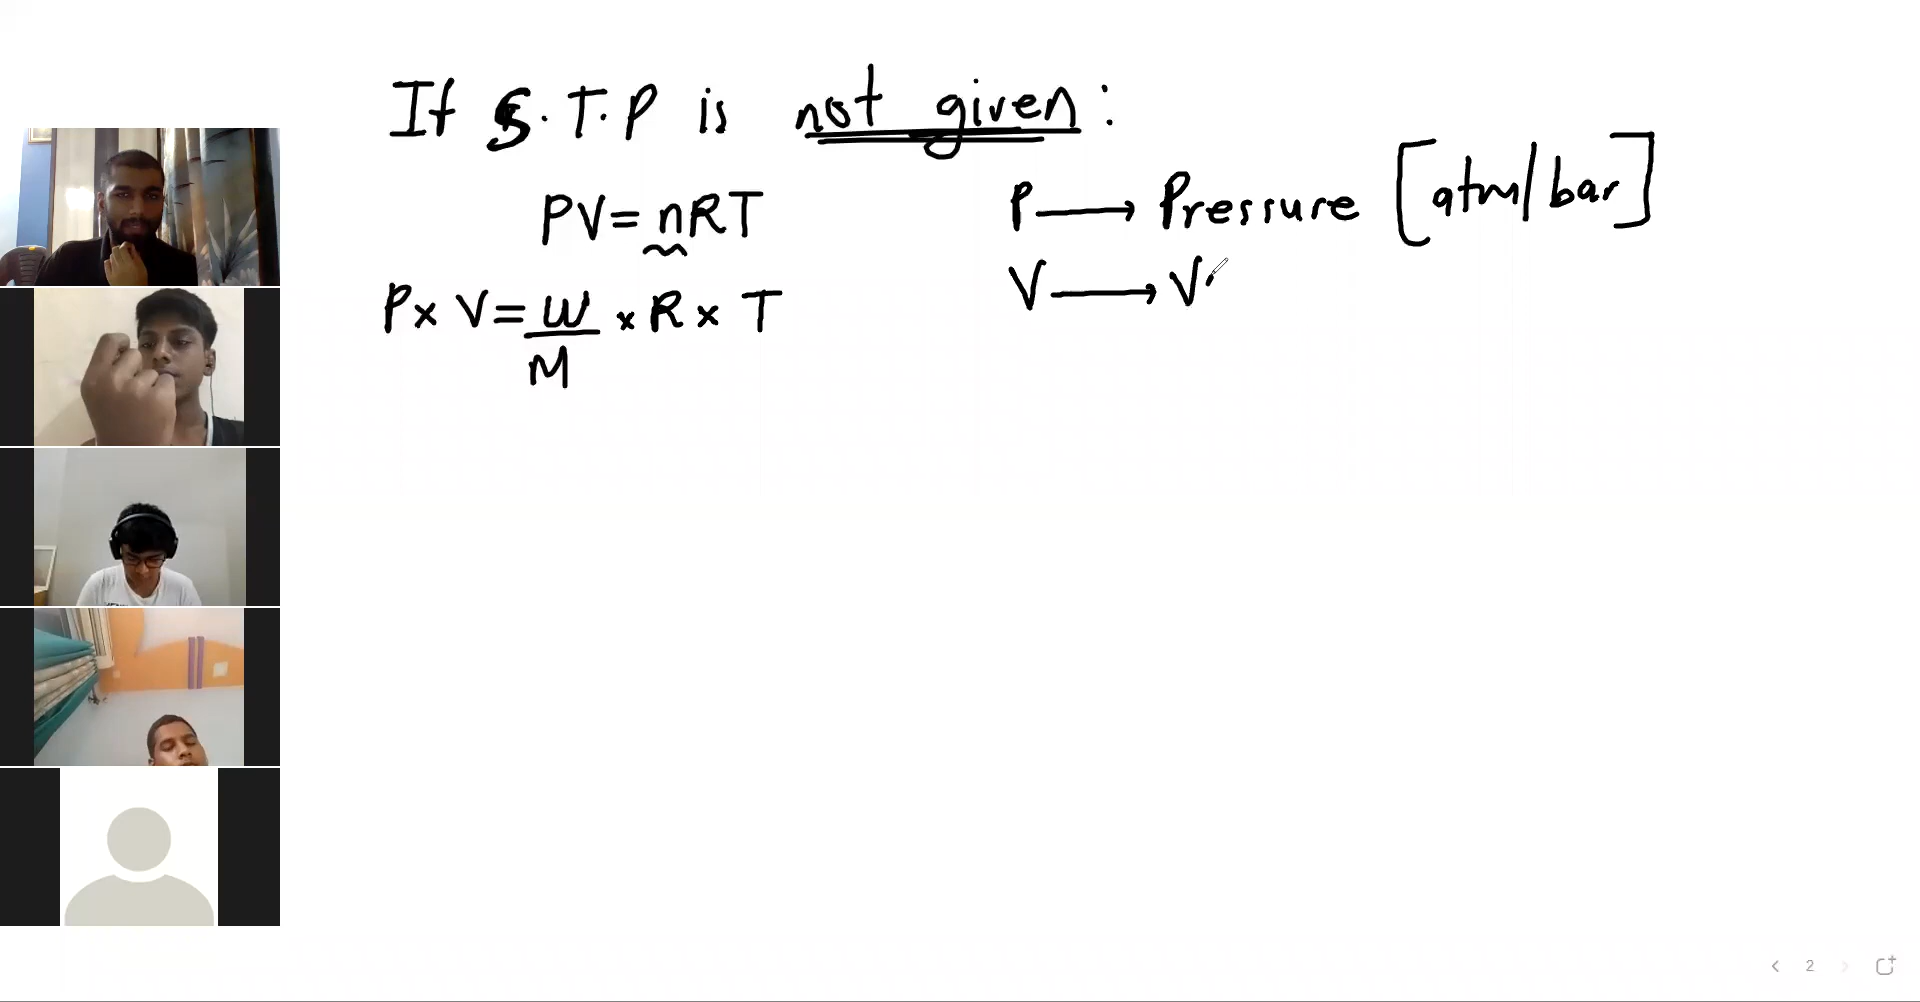 If S.T.P is not given:
PV = nRT
P × V = W/M × R × T
P → Pressure [atm/bar]
V → V
2